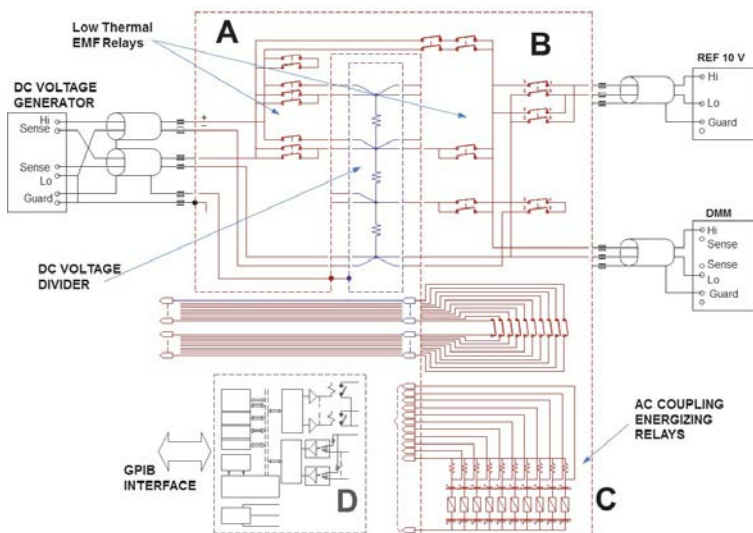 Low Thermal
EMF Relays
A
B
REF 10 V
Hi
Lo
Guard
DC VOLTAGE
GENERATOR
Hi
Sense
Sense
Lo
Guard
+
−
DC VOLTAGE
DIVIDER
DMM
Hi
Sense
Sense
Lo
Guard
GPIB
INTERFACE
D
C
AC COUPLING
ENERGIZING
RELAYS